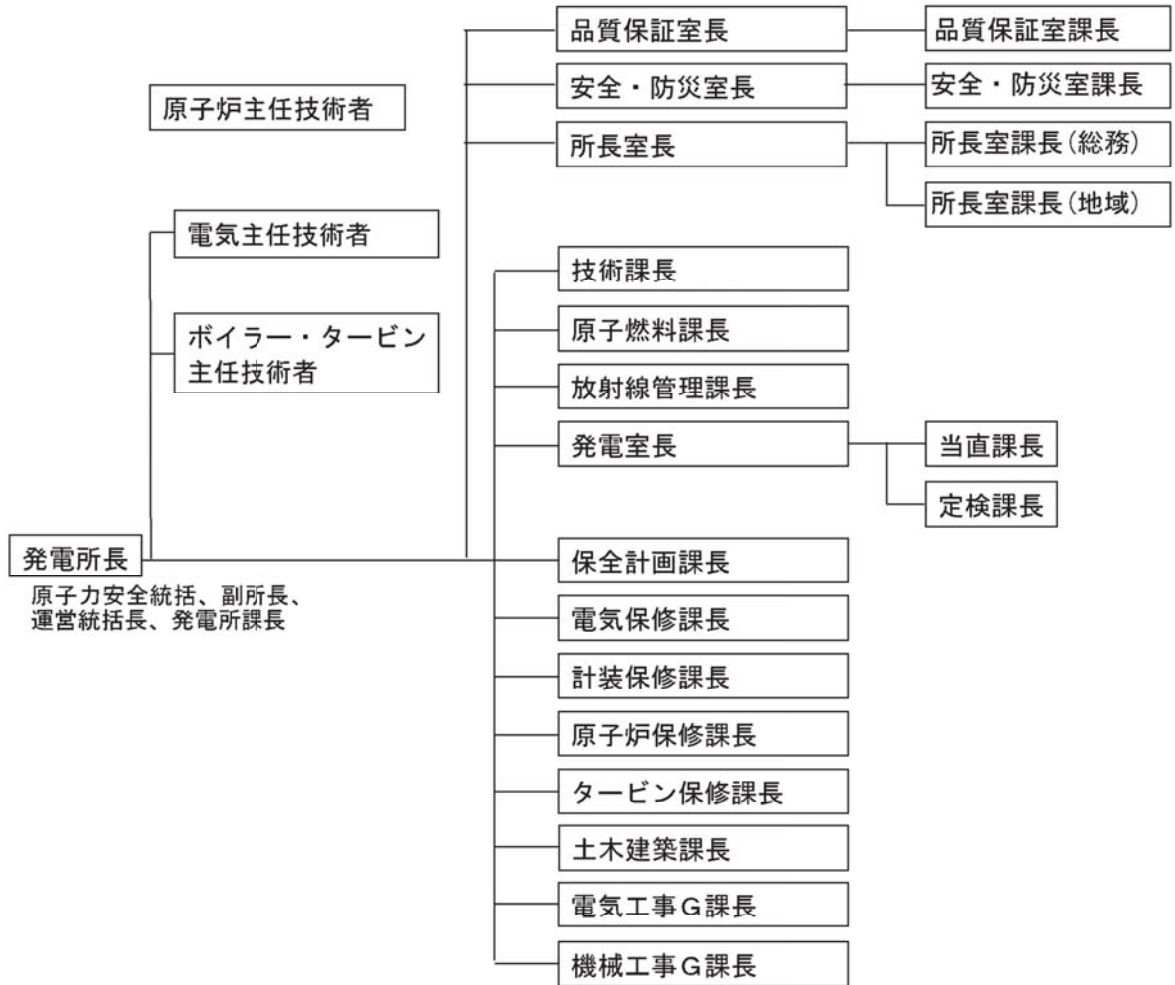 品質保証室長
品質保証室課長
安全・防災室長
安全・防災室課長
原子炉主任技術者
所長室長
所長室課長(総務)
所長室課長(地域)
電気主任技術者
技術課長
ボイラー・タービン
主任技術者
原子燃料課長
放射線管理課長
発電室長
当直課長
定検課長
発電所長
原子力安全統括、副所長、
運営統括長、発電所課長
保全計画課長
電気保修課長
計装保修課長
原子炉保修課長
タービン保修課長
土木建築課長
電気工事G課長
機械工事G課長